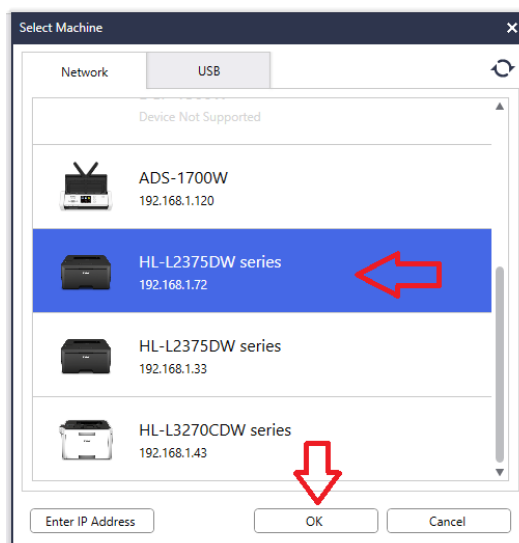 Select Machine
Network
USB
Device Not Supported
ADS-1700W
192.168.1.120
HL-L2375DW series
192.168.1.72
HL-L2375DW series
192.168.1.33
HL-L3270CDW series
192.168.1.43
Enter IP Address
OK
Cancel